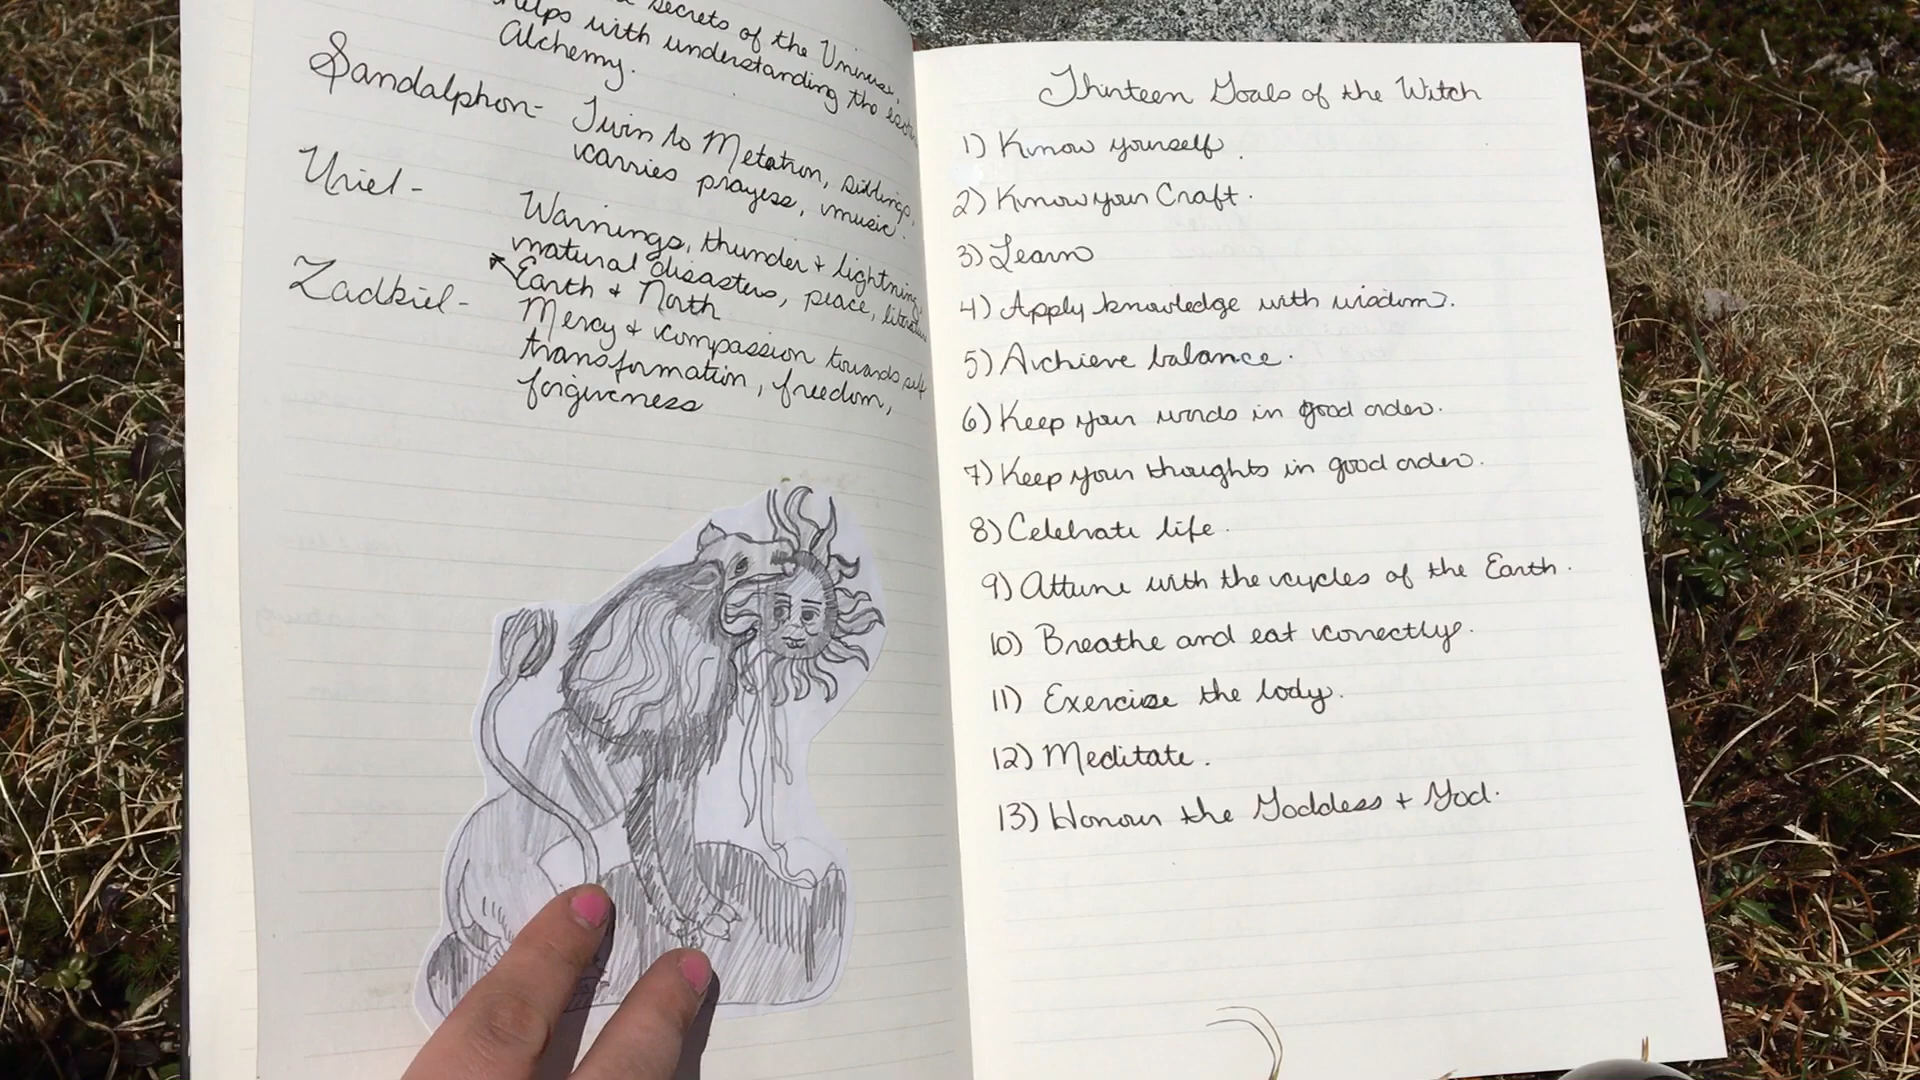 secrets of the Universe,
helps with understanding the
Alchemy.
Sandalphon- Twin to Metatron, siblings,
carries prayers, music.
Uriel- Warnings, thunder + lightning,
natural disasters, peace,
Earth + North
Zadkiel- Mercy + compassion towards self
transformation, freedom,
forgiveness
Thirteen Goals of the Witch
1) Know yourself.
2) Know your Craft.
3) Learn
4) Apply knowledge with wisdom.
5) Achieve balance.
6) Keep your words in good order.
7) Keep your thoughts in good order.
8) Celebrate life.
9) Attune with the cycles of the Earth.
10) Breathe and eat correctly.
11) Exercise the body.
12) Meditate.
13) Honour the Goddess + God.